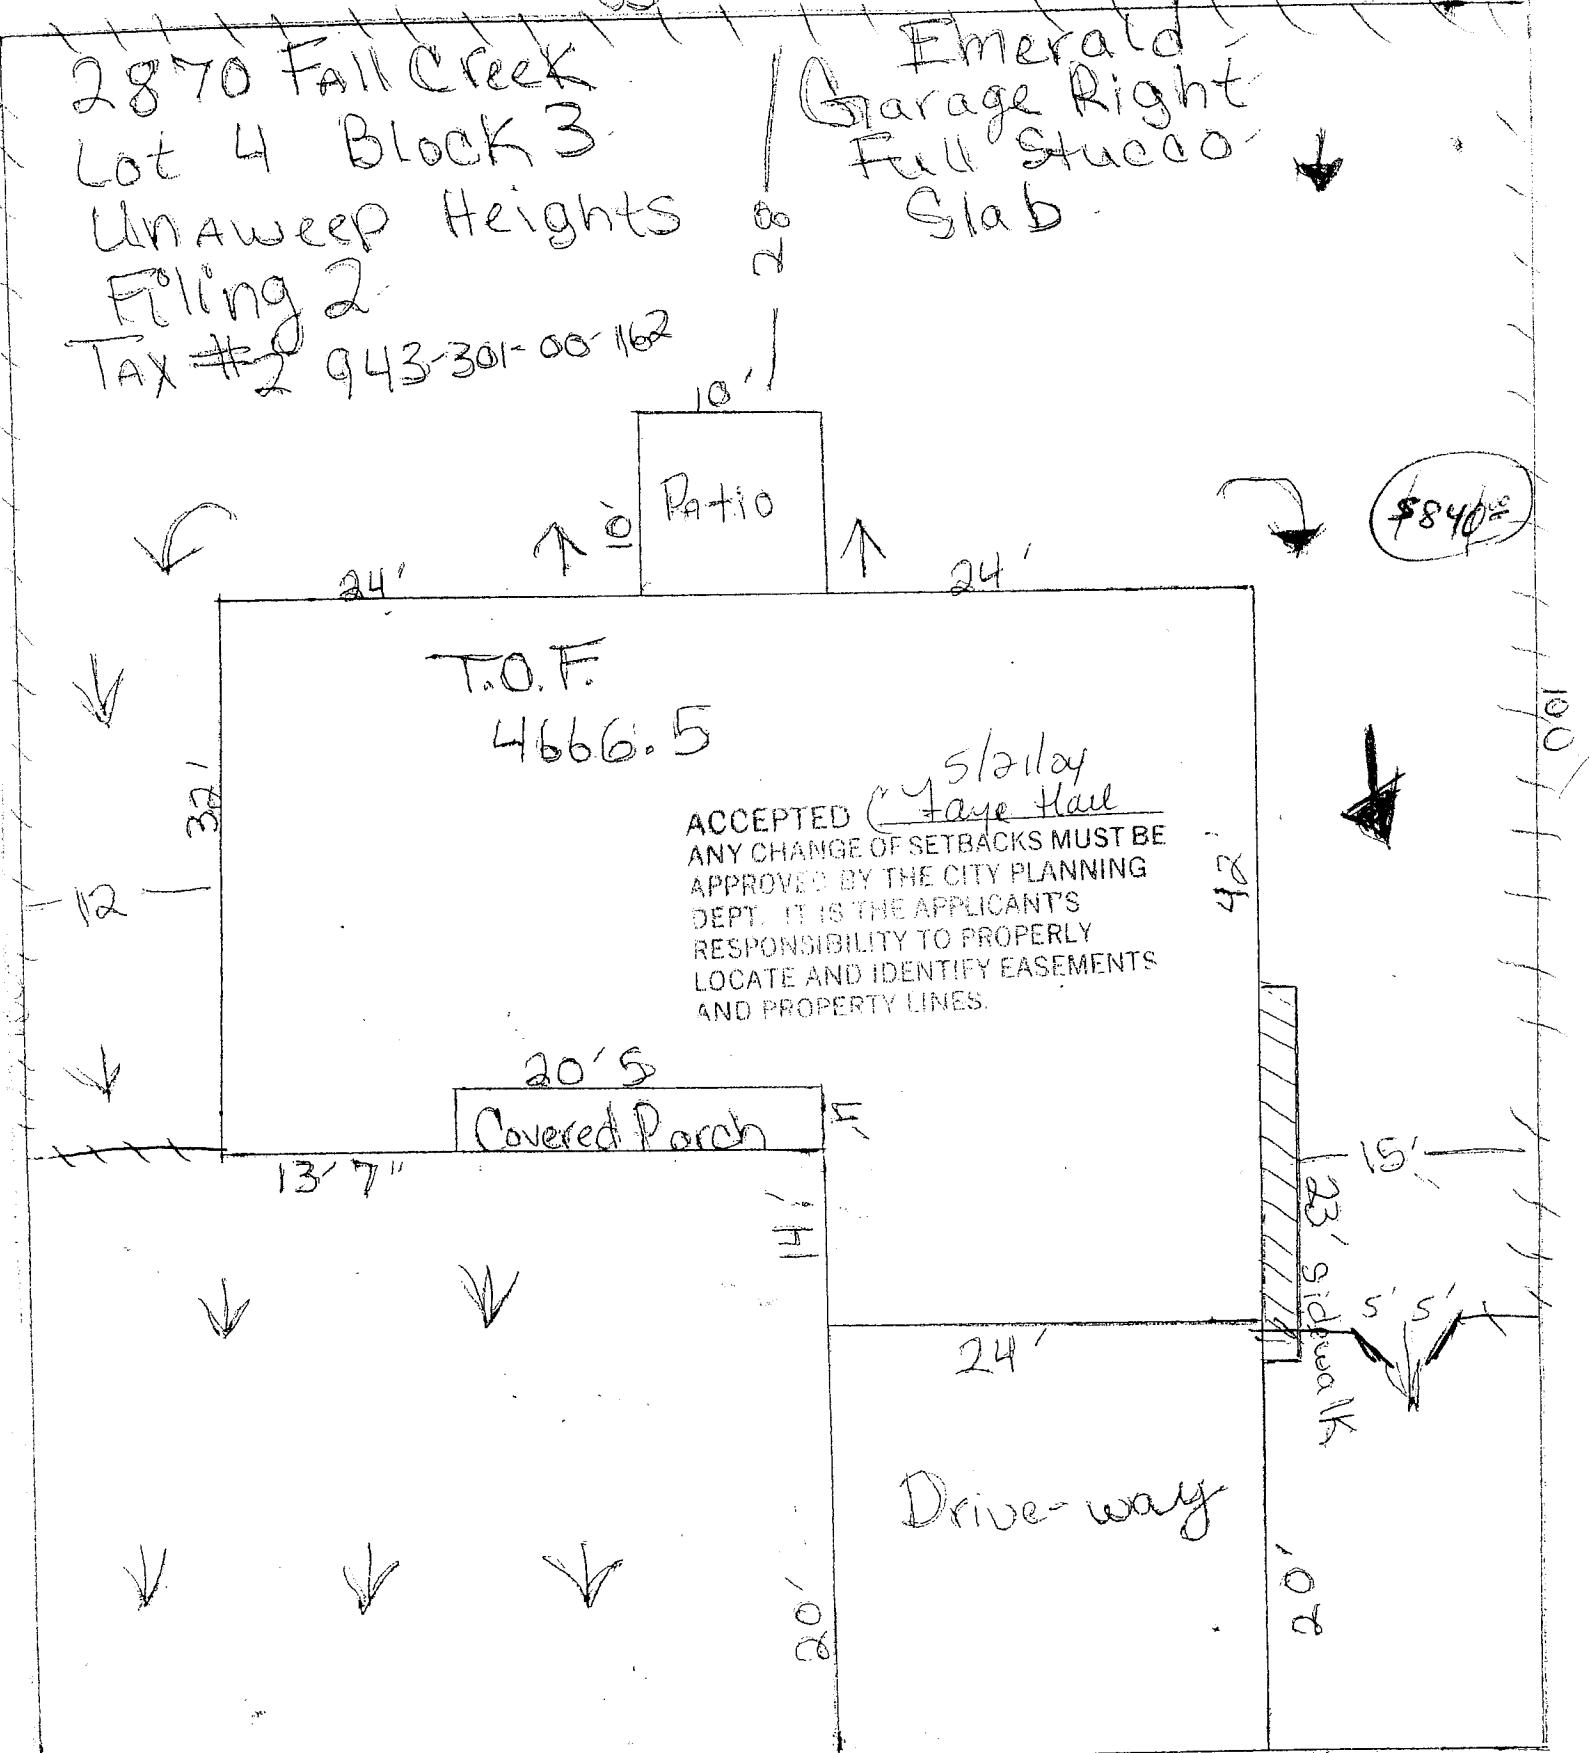 2870 Fall Creek
Lot 4 Block 3
Unaweep Heights
Filing 2
Tax #2 943-301-00-162
Emerald
Garage Right
Full Stucco
Slab
28
10'
10'
Patio
$840
24'
24'
T.O.F.
4666.5
32'
12
42'
100
5/21/04
ACCEPTED C Faye Hall
ANY CHANGE OF SETBACKS MUST BE
APPROVED BY THE CITY PLANNING
DEPT. IT IS THE APPLICANT'S
RESPONSIBILITY TO PROPERLY
LOCATE AND IDENTIFY EASEMENTS
AND PROPERTY LINES.
20'5
Covered Porch
13'7"
14'
15'
23' Sidewalk
5' 5'
24'
Drive-way
20'
20'